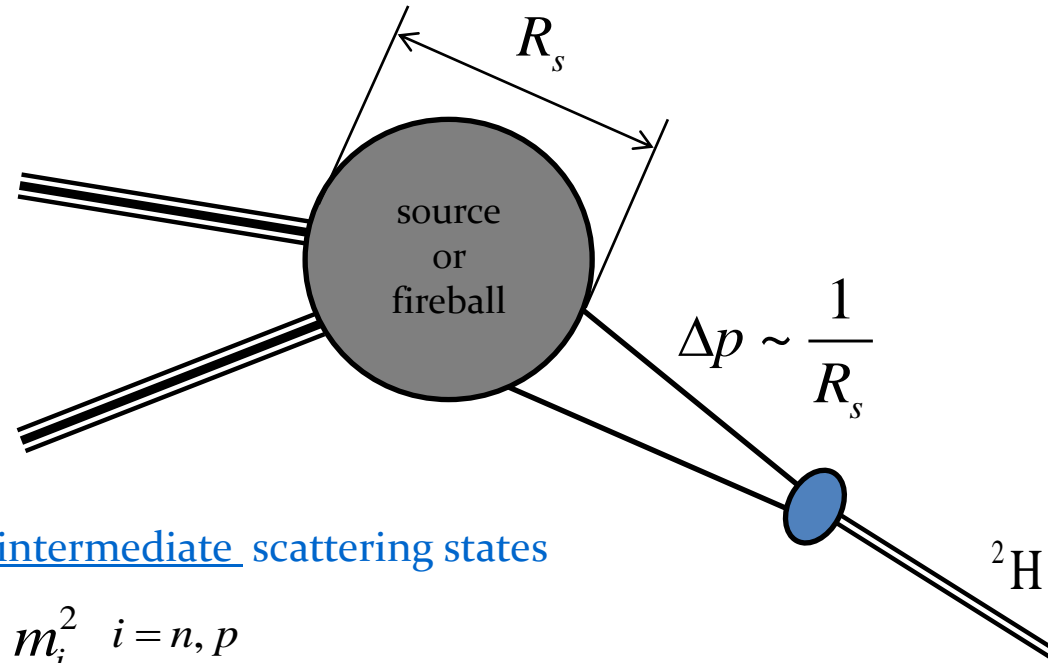 R_s
source
or
fireball
Δp ~ 1/R_s
intermediate scattering states
²H
m_i^2 i = n, p